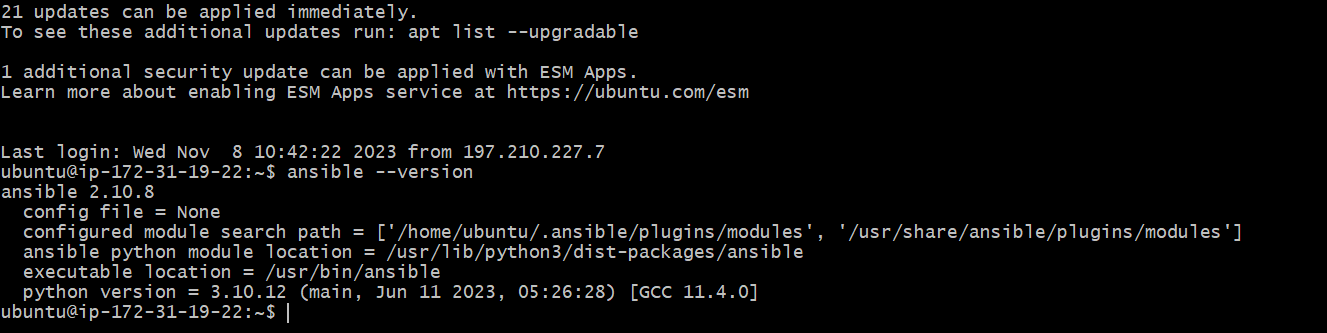 21 updates can be applied immediately.
To see these additional updates run: apt list --upgradable
1 additional security update can be applied with ESM Apps.
Learn more about enabling ESM Apps service at https://ubuntu.com/esm
Last login: Wed Nov  8 10:42:22 2023 from 197.210.227.7
ubuntu@ip-172-31-19-22:~$ ansible --version
ansible 2.10.8
  config file = None
  configured module search path = ['/home/ubuntu/.ansible/plugins/modules', '/usr/share/ansible/plugins/modules']
  ansible python module location = /usr/lib/python3/dist-packages/ansible
  executable location = /usr/bin/ansible
  python version = 3.10.12 (main, Jun 11 2023, 05:26:28) [GCC 11.4.0]
ubuntu@ip-172-31-19-22:~$